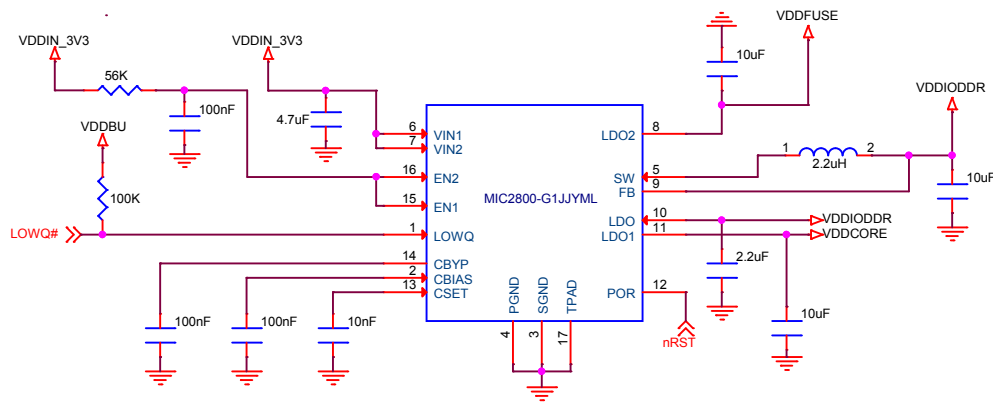 VDDFUSE
VDDIN_3V3
VDDIN_3V3
10uF
56K
VDDIODDR
100nF
4.7uF
6
VIN1
7
VIN2
LDO2
8
VDDBU
1
2
2.2uH
16
EN2
SW
5
FB
9
10uF
100K
15
EN1
MIC2800-G1JJYML
LDO
10
VDDIODDR
LOWQ#
1
LOWQ
LDO1
11
VDDCORE
14
CBYP
2
CBIAS
13
CSET
2.2uF
POR
12
PGND
SGND
TPAD
100nF
100nF
10nF
10uF
4
3
17
nRST